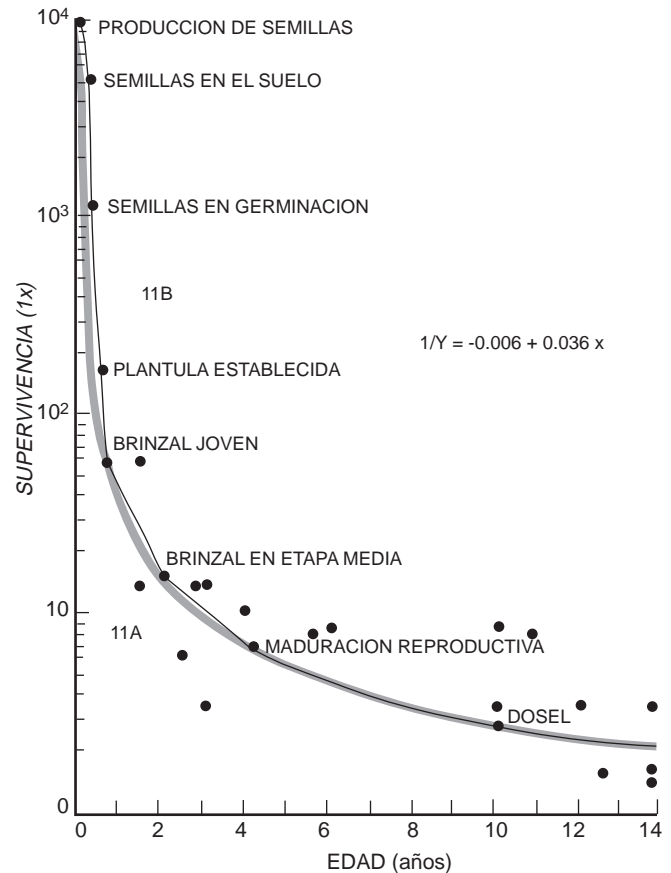 10⁴
PRODUCCION DE SEMILLAS
SEMILLAS EN EL SUELO
10³
SEMILLAS EN GERMINACION
11B
1/Y = -0.006 + 0.036 x
PLANTULA ESTABLECIDA
10²
BRINZAL JOVEN
SUPERVIVENCIA (1x)
BRINZAL EN ETAPA MEDIA
10
11A
MADURACION REPRODUCTIVA
DOSEL
0
0 2 4 6 8 10 12 14
EDAD (años)